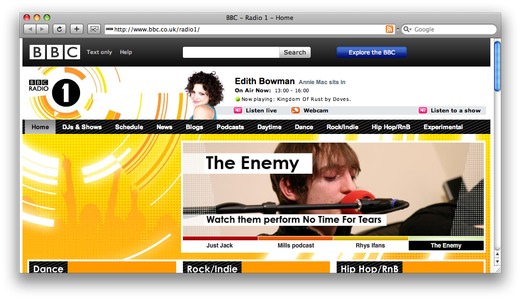 BBC – Radio 1 – Home
http://www.bbc.co.uk/radio1/
Google
BBC
Text only
Help
Search
Explore the BBC
BBC
RADIO
1
Edith Bowman Annie Mac sits in
On Air Now: 13:00 - 16:00
Now playing: Kingdom Of Rust by Doves.
Listen live
Webcam
Listen to a show
Home
DJs & Shows
Schedule
News
Blogs
Podcasts
Daytime
Dance
Rock/Indie
Hip Hop/RnB
Experimental
The Enemy
Watch them perform No Time For Tears
Just Jack
Mills podcast
Rhys Ifans
The Enemy
Dance
Rock/Indie
Hip Hop/RnB